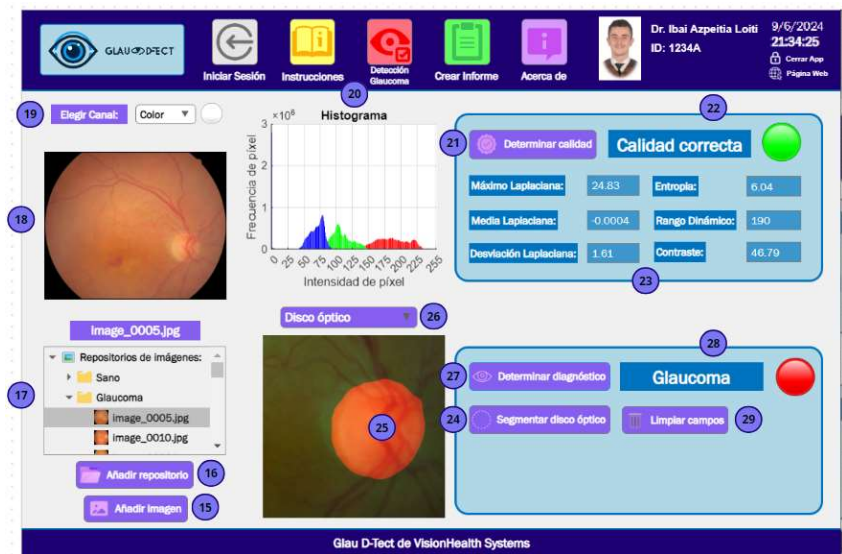 GLAU D-TECT
Iniciar Sesión
Instrucciones
Detección
Glaucoma
Crear Informe
Acerca de
Dr. Ibai Azpeitia Loiti
ID: 1234A
9/6/2024
21:34:25
Cerrar App
Página Web
19
Elegir Canal:
Color
20
Histograma
×10⁶
3
2
1
0
Frecuencia de píxel
0 25 50 75 100 125 150 175 200 225 255
Intensidad de píxel
18
22
21
Determinar calidad
Calidad correcta
Máximo Laplaciana:
24.83
Entropia:
6.04
Media Laplaciana:
-0.0004
Rango Dinámico:
190
Desviación Laplaciana:
1.61
Contraste:
46.79
23
Disco óptico
26
image_0005.jpg
17
Repositorios de imágenes:
Sano
Glaucoma
image_0005.jpg
image_0010.jpg
25
28
27
Determinar diagnóstico
Glaucoma
24
Segmentar disco óptico
Limpiar campos
29
Añadir repositorio
16
Añadir imagen
15
Glau D-Tect de VisionHealth Systems